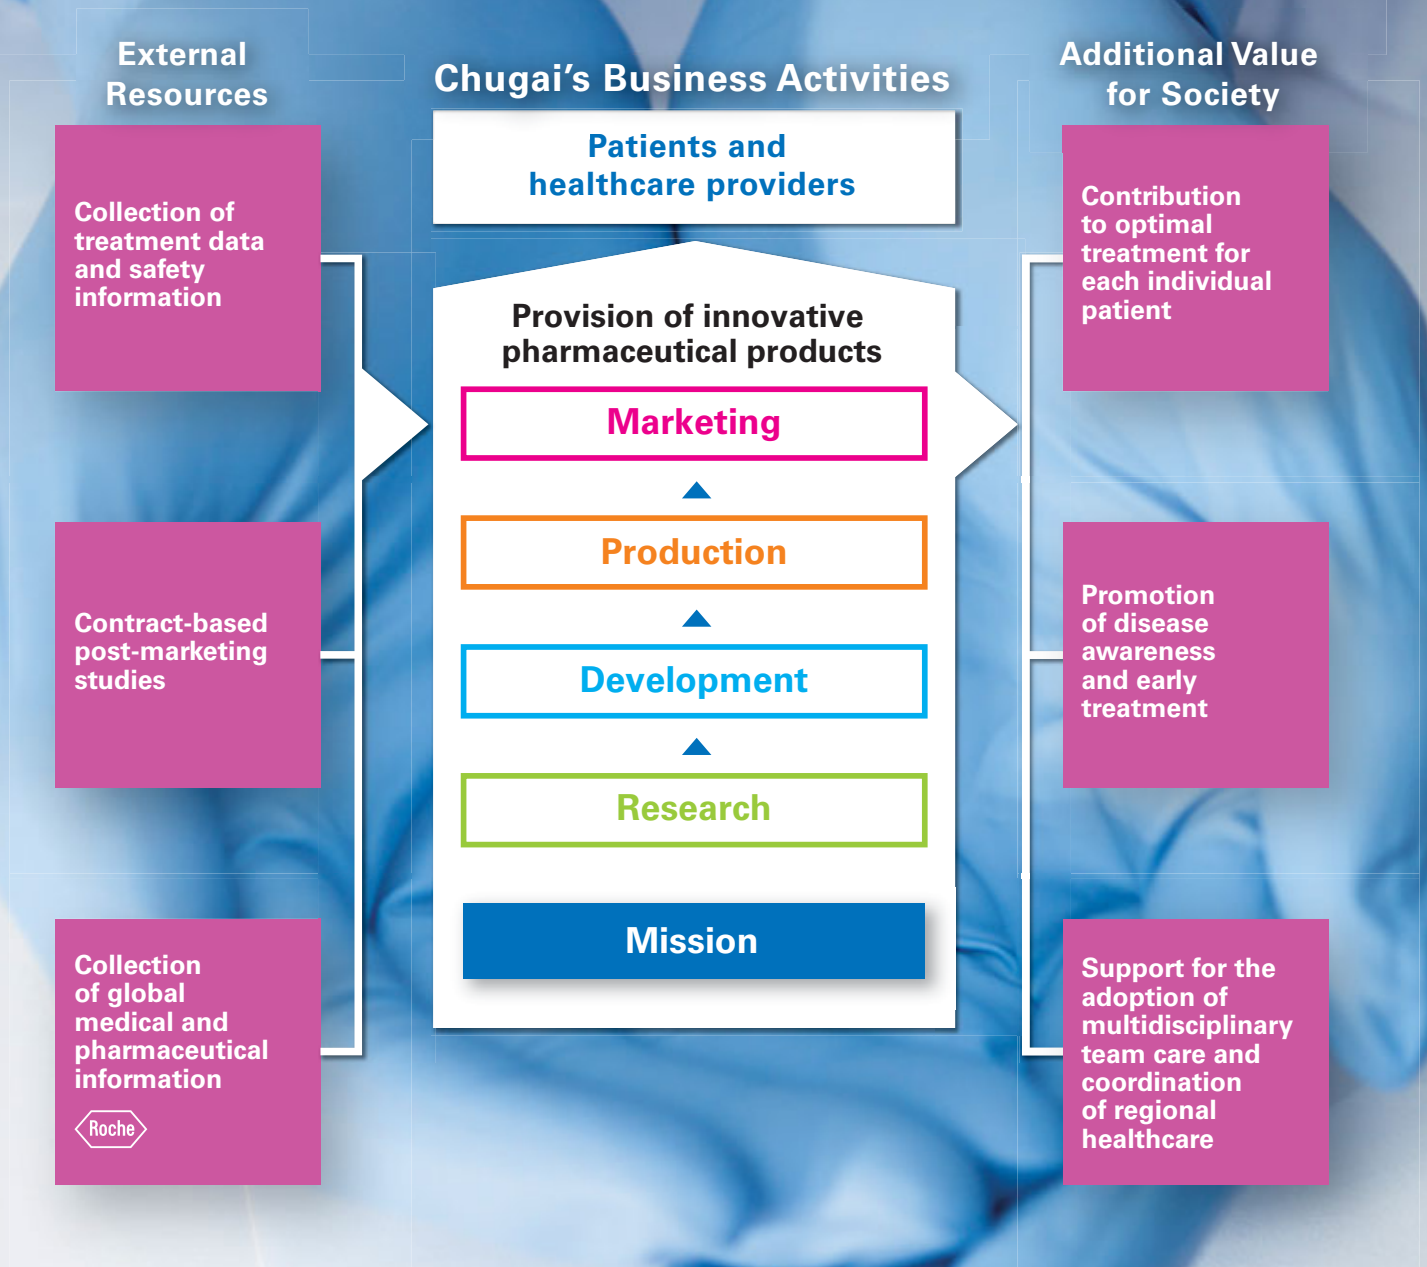 External
Resources
Collection of
treatment data
and safety
information
Contract-based
post-marketing
studies
Collection
of global
medical and
pharmaceutical
information
Roche
Chugai's Business Activities
Patients and
healthcare providers
Provision of innovative
pharmaceutical products
Marketing
Production
Development
Research
Mission
Additional Value
for Society
Contribution
to optimal
treatment for
each individual
patient
Promotion
of disease
awareness
and early
treatment
Support for the
adoption of
multidisciplinary
team care and
coordination
of regional
healthcare